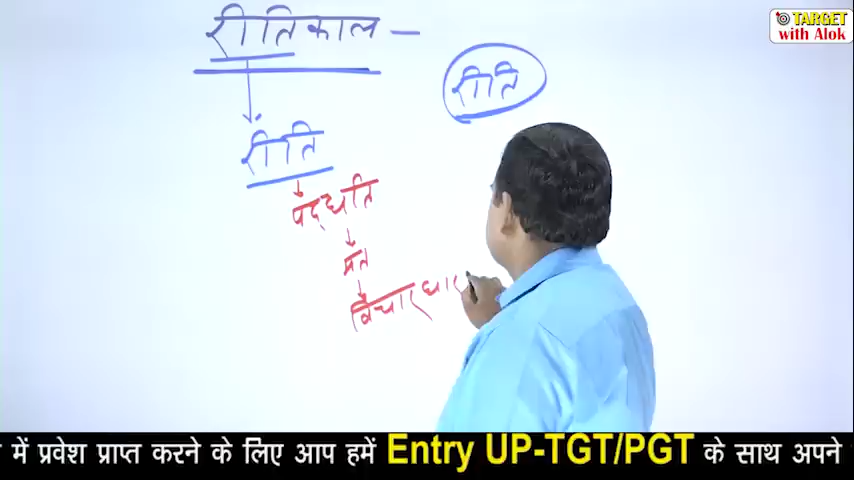 रीतिकाल –
रीति
रीति
पद्धति
मत
विचारधार
TARGET
with Alok
में प्रवेश प्राप्त करने के लिए आप हमें Entry UP-TGT/PGT के साथ अपने